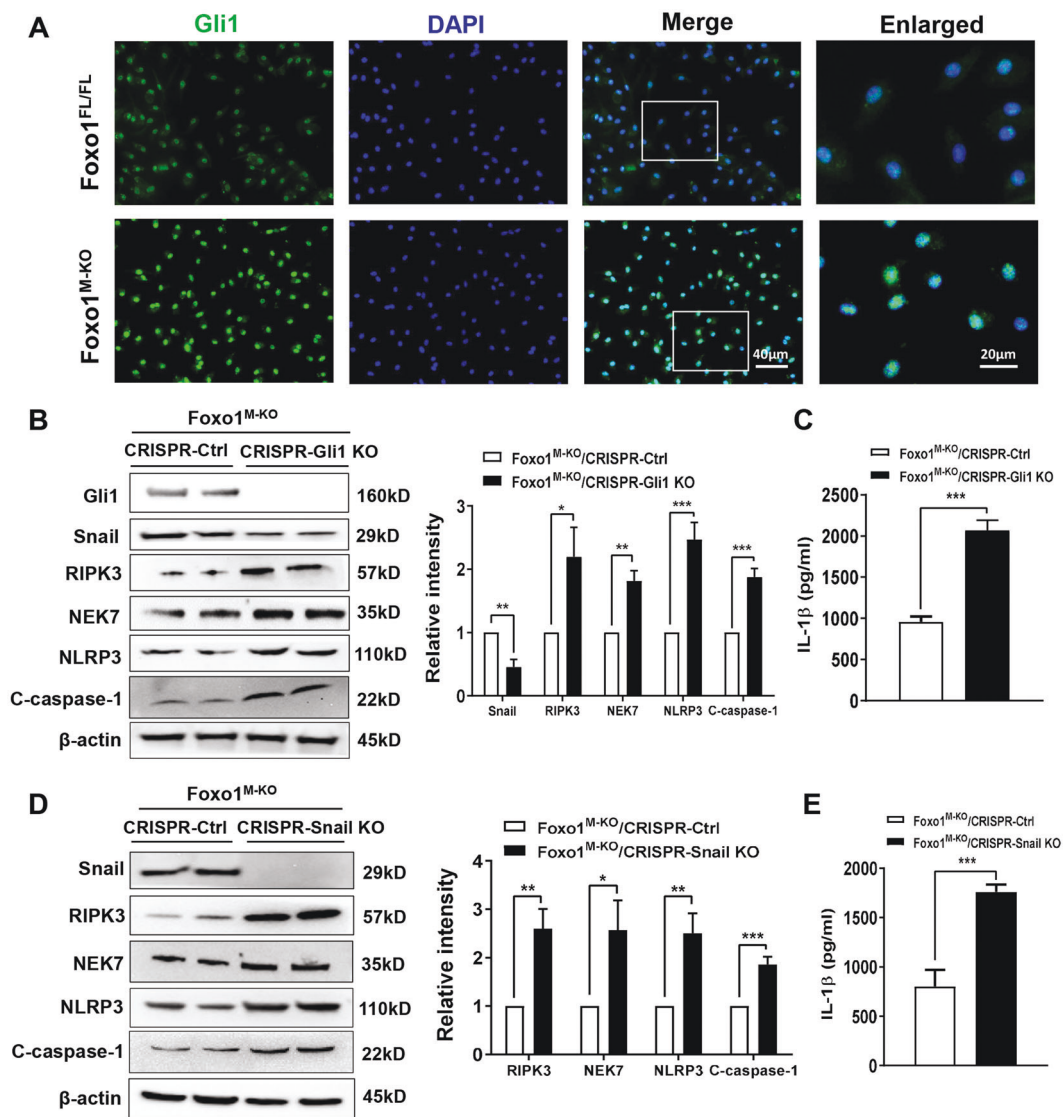 A
Gli1 DAPI Merge Enlarged
Foxo1FL/FL
Foxo1M-KO
40μm
20μm
B
Foxo1M-KO
CRISPR-Ctrl CRISPR-Gli1 KO
Gli1 160kD
Snail 29kD
RIPK3 57kD
NEK7 35kD
NLRP3 110kD
C-caspase-1 22kD
β-actin 45kD
Foxo1M-KO/CRISPR-Ctrl
Foxo1M-KO/CRISPR-Gli1 KO
Relative intensity
3
2
1
0
** * ** *** ***
Snail RIPK3 NEK7 NLRP3 C-caspase-1
C
Foxo1M-KO/CRISPR-Ctrl
Foxo1M-KO/CRISPR-Gli1 KO
IL-1β (pg/ml)
2500
2000
1500
1000
500
0
***
D
Foxo1M-KO
CRISPR-Ctrl CRISPR-Snail KO
Snail 29kD
RIPK3 57kD
NEK7 35kD
NLRP3 110kD
C-caspase-1 22kD
β-actin 45kD
Foxo1M-KO/CRISPR-Ctrl
Foxo1M-KO/CRISPR-Snail KO
Relative intensity
4
3
2
1
0
** * ** ***
RIPK3 NEK7 NLRP3 C-caspase-1
E
Foxo1M-KO/CRISPR-Ctrl
Foxo1M-KO/CRISPR-Snail KO
IL-1β (pg/ml)
2000
1500
1000
500
0
***